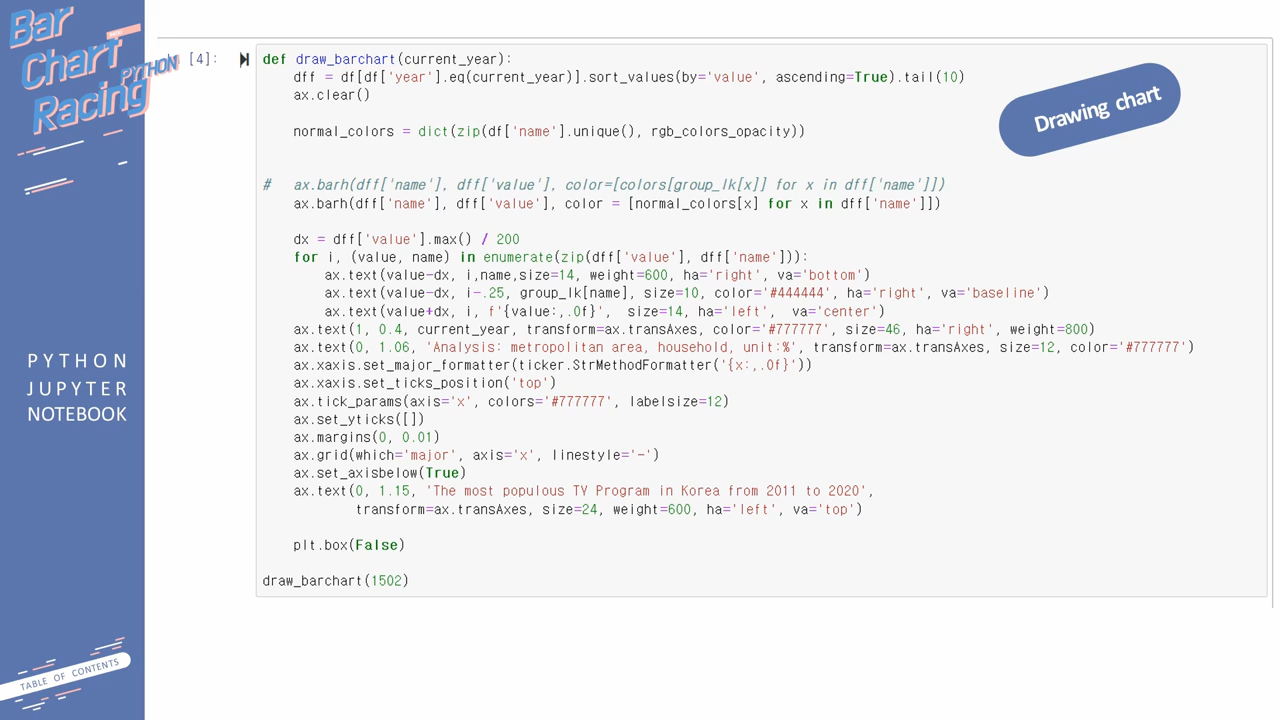 Bar
Chart
Racing
PYTHON
[4]:
def draw_barchart(current_year):
    dff = df[df['year'].eq(current_year)].sort_values(by='value', ascending=True).tail(10)
    ax.clear()
    normal_colors = dict(zip(df['name'].unique(), rgb_colors_opacity))
#   ax.barh(dff['name'], dff['value'], color=[colors[group_lk[x]] for x in dff['name']])
    ax.barh(dff['name'], dff['value'], color = [normal_colors[x] for x in dff['name']])
    dx = dff['value'].max() / 200
    for i, (value, name) in enumerate(zip(dff['value'], dff['name'])):
        ax.text(value-dx, i,name,size=14, weight=600, ha='right', va='bottom')
        ax.text(value-dx, i-.25, group_lk[name], size=10, color='#444444', ha='right', va='baseline')
        ax.text(value+dx, i, f'{value:,.0f}',  size=14, ha='left',  va='center')
    ax.text(1, 0.4, current_year, transform=ax.transAxes, color='#777777', size=46, ha='right', weight=800)
    ax.text(0, 1.06, 'Analysis: metropolitan area, household, unit:%', transform=ax.transAxes, size=12, color='#777777')
    ax.xaxis.set_major_formatter(ticker.StrMethodFormatter('{x:,.0f}'))
    ax.xaxis.set_ticks_position('top')
    ax.tick_params(axis='x', colors='#777777', labelsize=12)
    ax.set_yticks([])
    ax.margins(0, 0.01)
    ax.grid(which='major', axis='x', linestyle='-')
    ax.set_axisbelow(True)
    ax.text(0, 1.15, 'The most populous TV Program in Korea from 2011 to 2020',
            transform=ax.transAxes, size=24, weight=600, ha='left', va='top')
    plt.box(False)
draw_barchart(1502)
Drawing chart
PYTHON
JUPYTER
NOTEBOOK
TABLE OF CONTENTS